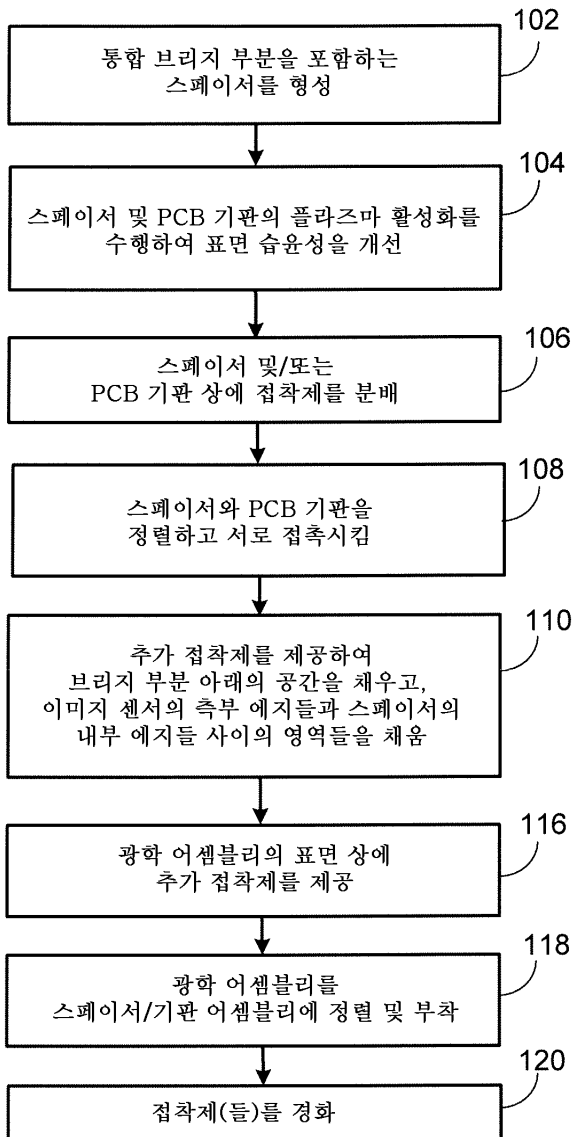 102
통합 브리지 부분을 포함하는
스페이서를 형성
104
스페이서 및 PCB 기판의 플라즈마 활성화를
수행하여 표면 습윤성을 개선
106
스페이서 및/또는
PCB 기판 상에 접착제를 분배
108
스페이서와 PCB 기판을
정렬하고 서로 접촉시킴
110
추가 접착제를 제공하여
브리지 부분 아래의 공간을 채우고,
이미지 센서의 측부 에지들과 스페이서의
내부 에지들 사이의 영역들을 채움
116
광학 어셈블리의 표면 상에
추가 접착제를 제공
118
광학 어셈블리를
스페이서/기판 어셈블리에 정렬 및 부착
120
접착제(들)를 경화